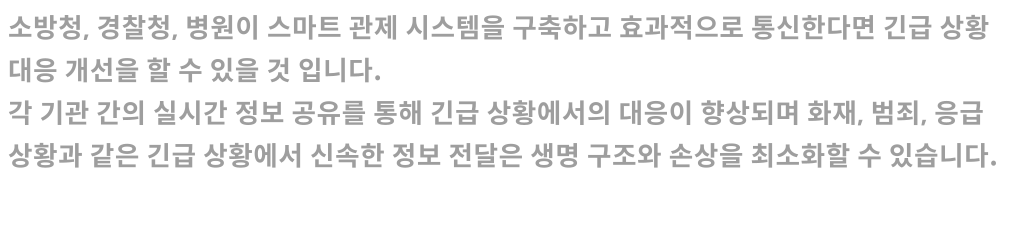 소방청, 경찰청, 병원이 스마트 관제 시스템을 구축하고 효과적으로 통신한다면 긴급 상황
대응 개선을 할 수 있을 것 입니다.
각 기관 간의 실시간 정보 공유를 통해 긴급 상황에서의 대응이 향상되며 화재, 범죄, 응급
상황과 같은 긴급 상황에서 신속한 정보 전달은 생명 구조와 손상을 최소화할 수 있습니다.